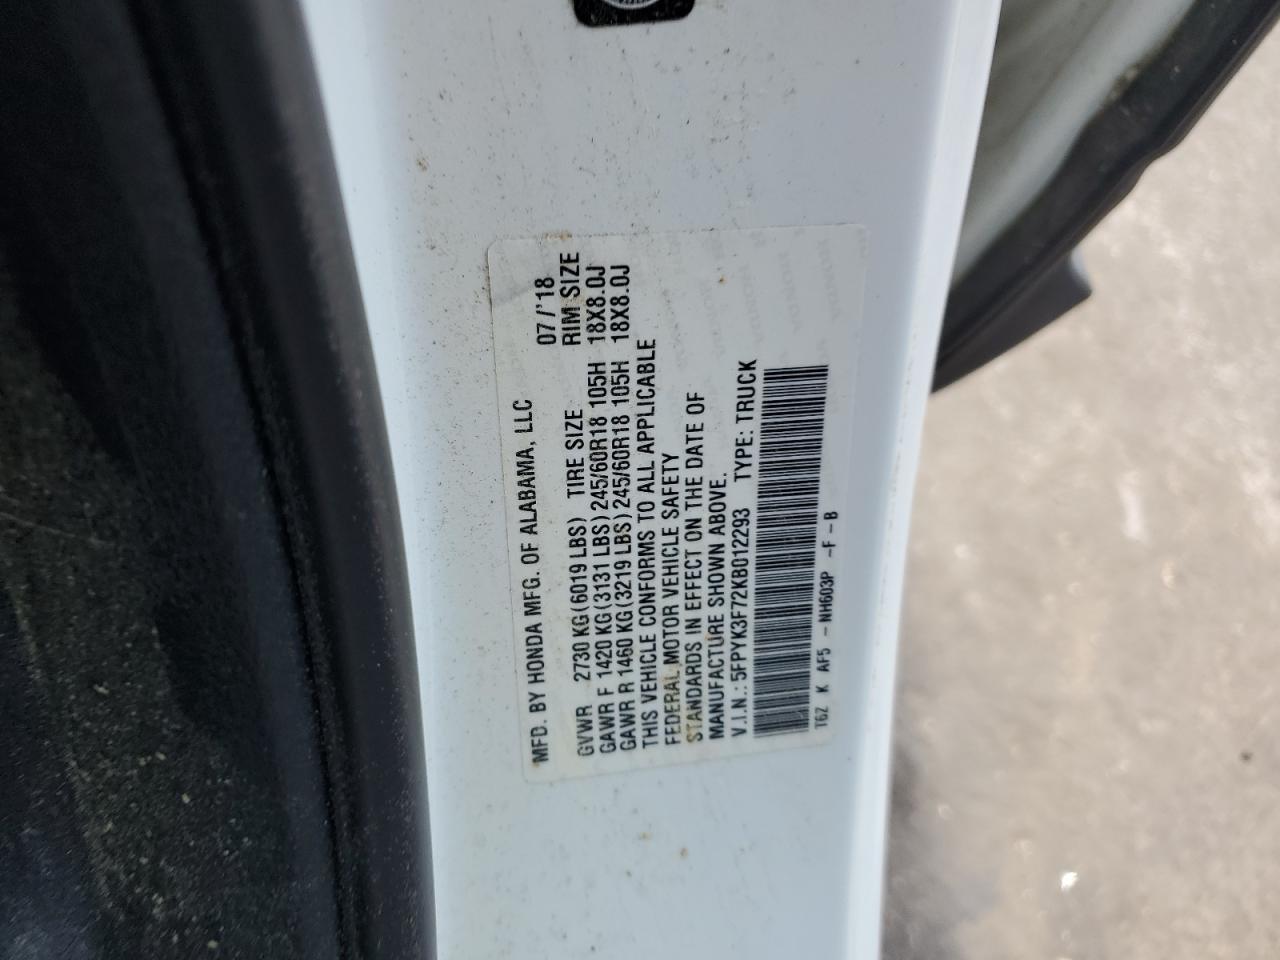 MFD. BY HONDA MFG. OF ALABAMA, LLC 07/'18
GVWR 2730 KG(6019 LBS) TIRE SIZE RIM SIZE
GAWR F 1420 KG(3131 LBS) 245/60R18 105H 18X8.0J
GAWR R 1460 KG(3219 LBS) 245/60R18 105H 18X8.0J
THIS VEHICLE CONFORMS TO ALL APPLICABLE
FEDERAL MOTOR VEHICLE SAFETY
STANDARDS IN EFFECT ON THE DATE OF
MANUFACTURE SHOWN ABOVE.
V.I.N.: 5FPYK3F72KB012293 TYPE: TRUCK
T6Z K AF5 -NH603P -F -B